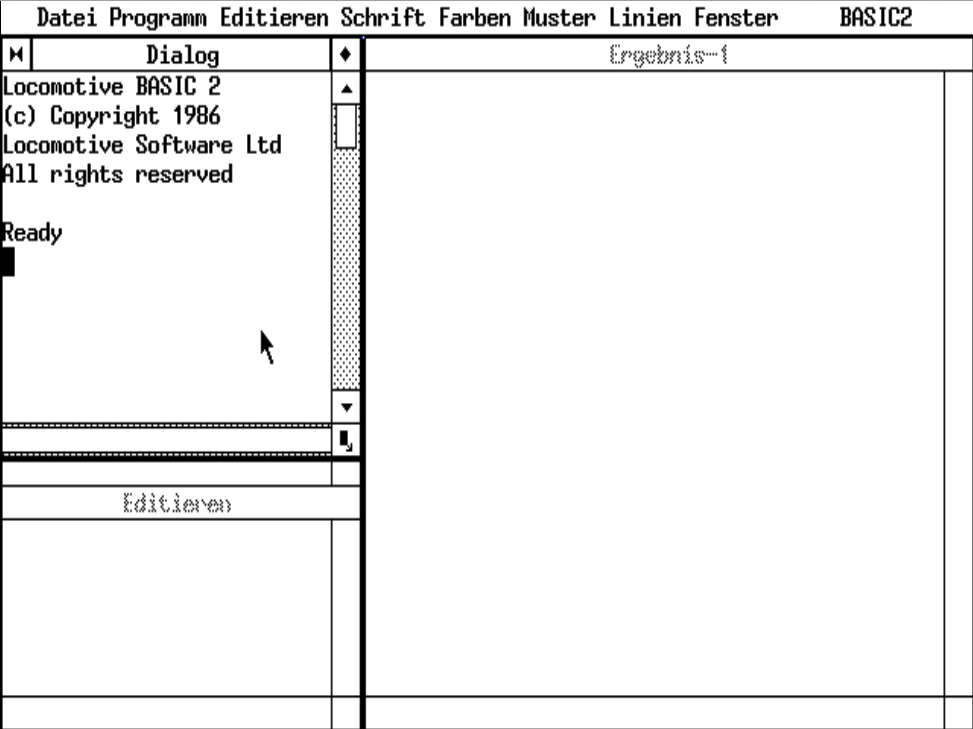 Datei Programm Editieren Schrift Farben Muster Linien Fenster BASIC2
Dialog
Locomotive BASIC 2
(c) Copyright 1986
Locomotive Software Ltd
All rights reserved
Ready
Editieren
Ergebnis-1